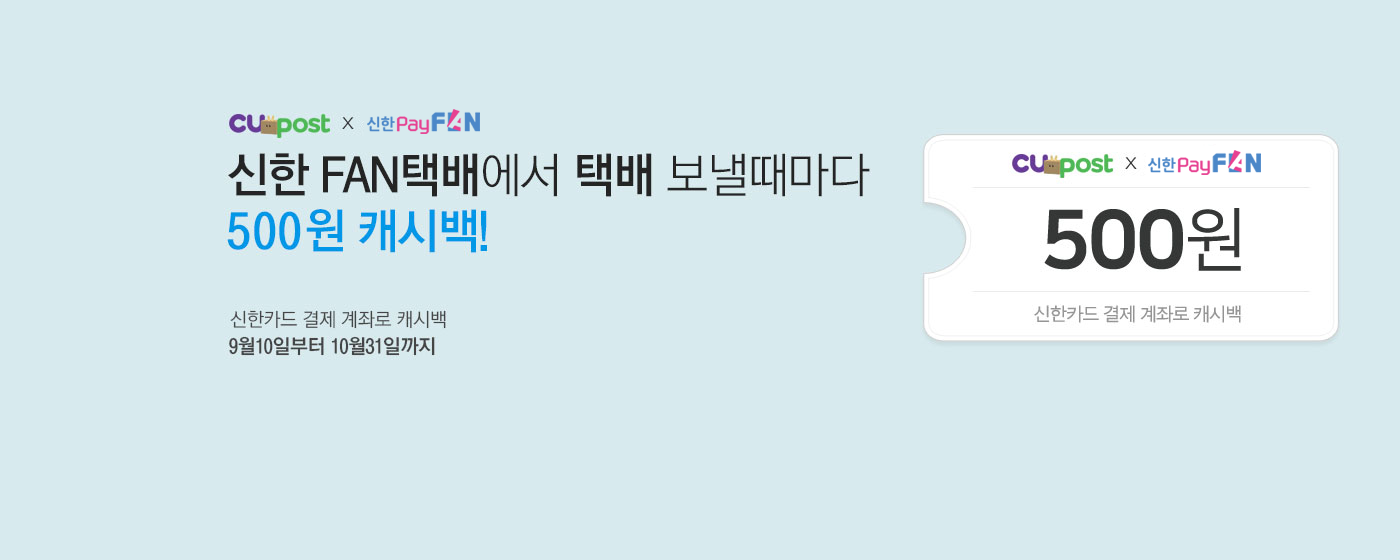 CUpost X 신한PayFAN
신한 FAN택배에서 택배 보낼때마다
500원 캐시백!
신한카드 결제 계좌로 캐시백
9월10일부터 10월31일까지
CUpost X 신한PayFAN
500원
신한카드 결제 계좌로 캐시백